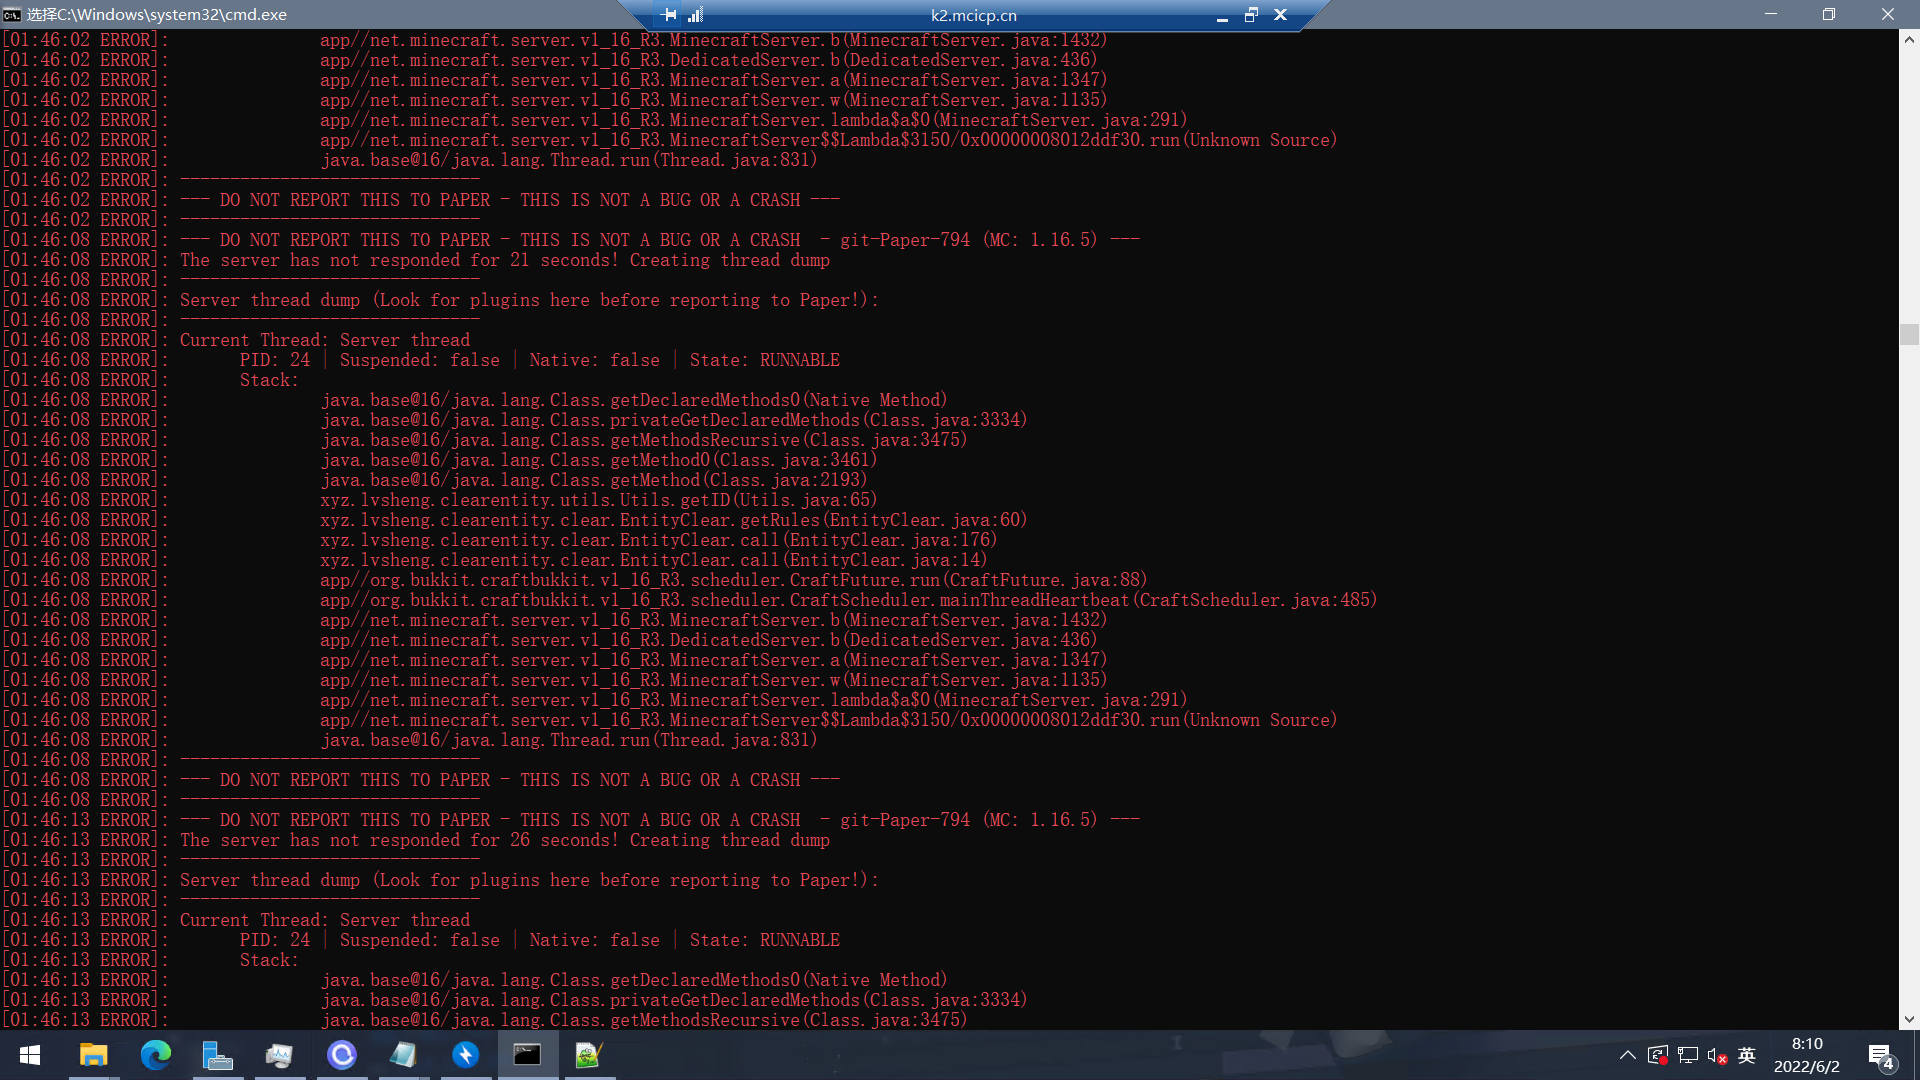 选择C:\Windows\system32\cmd.exe
k2.mcicp.cn
[01:46:02 ERROR]: app//net.minecraft.server.v1_16_R3.MinecraftServer.b(MinecraftServer.java:1432)
[01:46:02 ERROR]: app//net.minecraft.server.v1_16_R3.DedicatedServer.b(DedicatedServer.java:436)
[01:46:02 ERROR]: app//net.minecraft.server.v1_16_R3.MinecraftServer.a(MinecraftServer.java:1347)
[01:46:02 ERROR]: app//net.minecraft.server.v1_16_R3.MinecraftServer.w(MinecraftServer.java:1135)
[01:46:02 ERROR]: app//net.minecraft.server.v1_16_R3.MinecraftServer.lambda$a$0(MinecraftServer.java:291)
[01:46:02 ERROR]: app//net.minecraft.server.v1_16_R3.MinecraftServer$$Lambda$3150/0x00000008012ddf30.run(Unknown Source)
[01:46:02 ERROR]: java.base@16/java.lang.Thread.run(Thread.java:831)
[01:46:02 ERROR]: ------------------------------
[01:46:02 ERROR]: --- DO NOT REPORT THIS TO PAPER - THIS IS NOT A BUG OR A CRASH ---
[01:46:02 ERROR]: ------------------------------
[01:46:08 ERROR]: --- DO NOT REPORT THIS TO PAPER - THIS IS NOT A BUG OR A CRASH  - git-Paper-794 (MC: 1.16.5) ---
[01:46:08 ERROR]: The server has not responded for 21 seconds! Creating thread dump
[01:46:08 ERROR]: ------------------------------
[01:46:08 ERROR]: Server thread dump (Look for plugins here before reporting to Paper!):
[01:46:08 ERROR]: ------------------------------
[01:46:08 ERROR]: Current Thread: Server thread
[01:46:08 ERROR]: PID: 24 | Suspended: false | Native: false | State: RUNNABLE
[01:46:08 ERROR]: Stack:
[01:46:08 ERROR]: java.base@16/java.lang.Class.getDeclaredMethods0(Native Method)
[01:46:08 ERROR]: java.base@16/java.lang.Class.privateGetDeclaredMethods(Class.java:3334)
[01:46:08 ERROR]: java.base@16/java.lang.Class.getMethodsRecursive(Class.java:3475)
[01:46:08 ERROR]: java.base@16/java.lang.Class.getMethod0(Class.java:3461)
[01:46:08 ERROR]: java.base@16/java.lang.Class.getMethod(Class.java:2193)
[01:46:08 ERROR]: xyz.lvsheng.clearentity.utils.Utils.getID(Utils.java:65)
[01:46:08 ERROR]: xyz.lvsheng.clearentity.clear.EntityClear.getRules(EntityClear.java:60)
[01:46:08 ERROR]: xyz.lvsheng.clearentity.clear.EntityClear.call(EntityClear.java:176)
[01:46:08 ERROR]: xyz.lvsheng.clearentity.clear.EntityClear.call(EntityClear.java:14)
[01:46:08 ERROR]: app//org.bukkit.craftbukkit.v1_16_R3.scheduler.CraftFuture.run(CraftFuture.java:88)
[01:46:08 ERROR]: app//org.bukkit.craftbukkit.v1_16_R3.scheduler.CraftScheduler.mainThreadHeartbeat(CraftScheduler.java:485)
[01:46:08 ERROR]: app//net.minecraft.server.v1_16_R3.MinecraftServer.b(MinecraftServer.java:1432)
[01:46:08 ERROR]: app//net.minecraft.server.v1_16_R3.DedicatedServer.b(DedicatedServer.java:436)
[01:46:08 ERROR]: app//net.minecraft.server.v1_16_R3.MinecraftServer.a(MinecraftServer.java:1347)
[01:46:08 ERROR]: app//net.minecraft.server.v1_16_R3.MinecraftServer.w(MinecraftServer.java:1135)
[01:46:08 ERROR]: app//net.minecraft.server.v1_16_R3.MinecraftServer.lambda$a$0(MinecraftServer.java:291)
[01:46:08 ERROR]: app//net.minecraft.server.v1_16_R3.MinecraftServer$$Lambda$3150/0x00000008012ddf30.run(Unknown Source)
[01:46:08 ERROR]: java.base@16/java.lang.Thread.run(Thread.java:831)
[01:46:08 ERROR]: ------------------------------
[01:46:08 ERROR]: --- DO NOT REPORT THIS TO PAPER - THIS IS NOT A BUG OR A CRASH ---
[01:46:08 ERROR]: ------------------------------
[01:46:13 ERROR]: --- DO NOT REPORT THIS TO PAPER - THIS IS NOT A BUG OR A CRASH  - git-Paper-794 (MC: 1.16.5) ---
[01:46:13 ERROR]: The server has not responded for 26 seconds! Creating thread dump
[01:46:13 ERROR]: ------------------------------
[01:46:13 ERROR]: Server thread dump (Look for plugins here before reporting to Paper!):
[01:46:13 ERROR]: ------------------------------
[01:46:13 ERROR]: Current Thread: Server thread
[01:46:13 ERROR]: PID: 24 | Suspended: false | Native: false | State: RUNNABLE
[01:46:13 ERROR]: Stack:
[01:46:13 ERROR]: java.base@16/java.lang.Class.getDeclaredMethods0(Native Method)
[01:46:13 ERROR]: java.base@16/java.lang.Class.privateGetDeclaredMethods(Class.java:3334)
[01:46:13 ERROR]: java.base@16/java.lang.Class.getMethodsRecursive(Class.java:3475)
英
8:10
2022/6/2
4